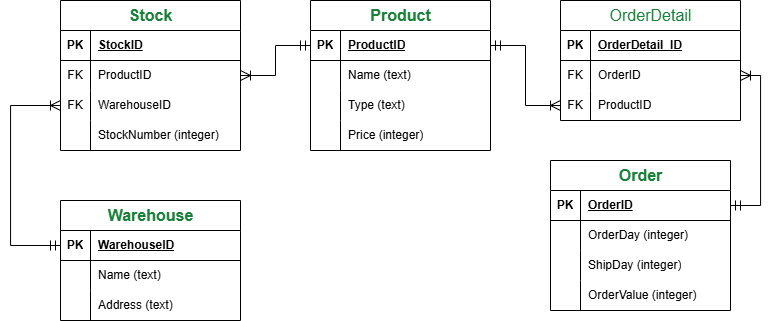 Stock
PK StockID
FK ProductID
FK WarehouseID
StockNumber (integer)
Product
PK ProductID
Name (text)
Type (text)
Price (integer)
OrderDetail
PK OrderDetail_ID
FK OrderID
FK ProductID
Warehouse
PK WarehouseID
Name (text)
Address (text)
Order
PK OrderID
OrderDay (integer)
ShipDay (integer)
OrderValue (integer)